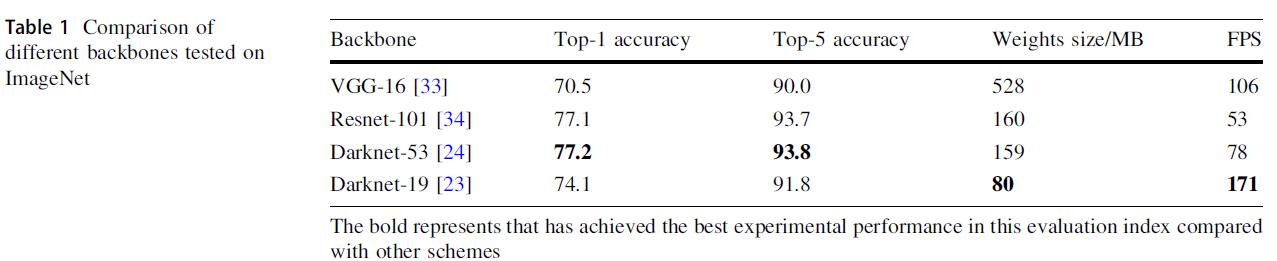 Table 1 Comparison of
different backbones tested on
ImageNet
Backbone Top-1 accuracy Top-5 accuracy Weights size/MB FPS
VGG-16 [33] 70.5 90.0 528 106
Resnet-101 [34] 77.1 93.7 160 53
Darknet-53 [24] 77.2 93.8 159 78
Darknet-19 [23] 74.1 91.8 80 171
The bold represents that has achieved the best experimental performance in this evaluation index compared
with other schemes